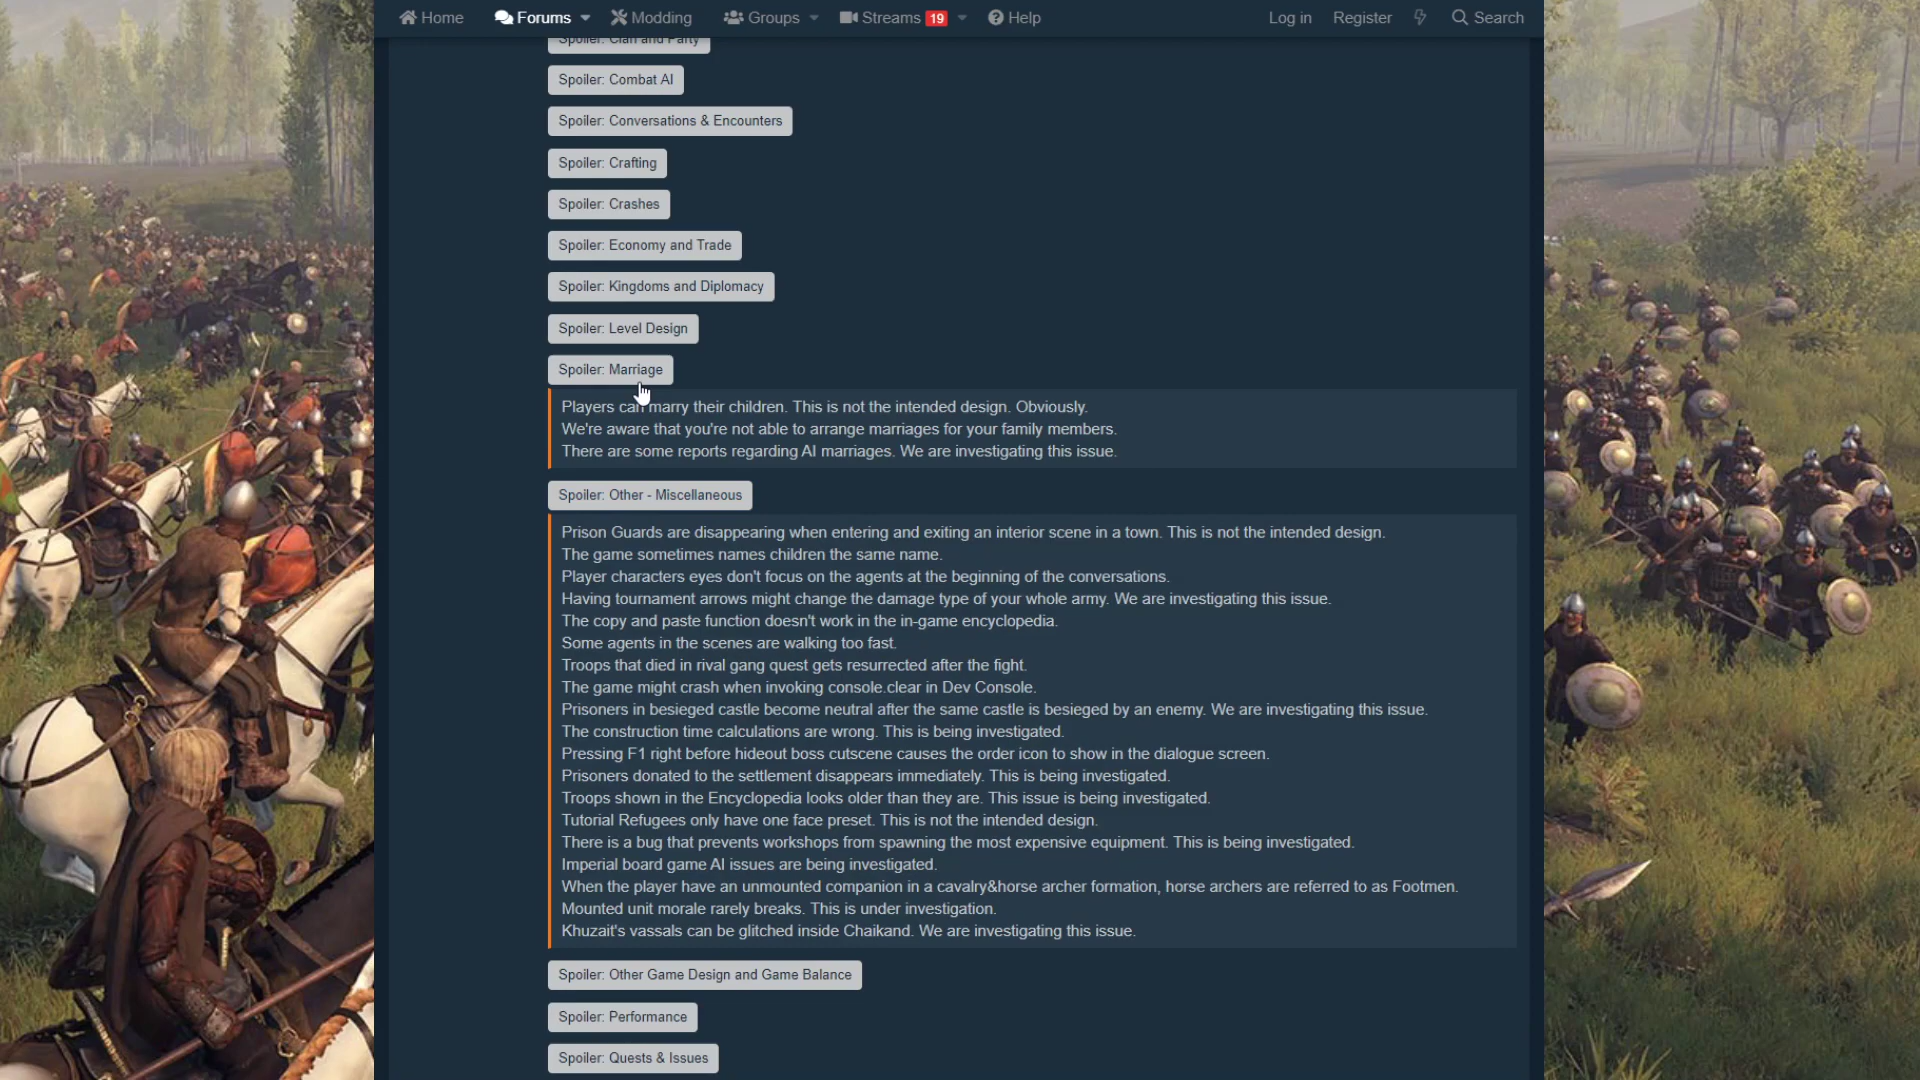 Home
Forums
Modding
Groups
Streams 19
Help
Log in
Register
Search
Spoiler: Clan and Party
Spoiler: Combat AI
Spoiler: Conversations & Encounters
Spoiler: Crafting
Spoiler: Crashes
Spoiler: Economy and Trade
Spoiler: Kingdoms and Diplomacy
Spoiler: Level Design
Spoiler: Marriage
Players can marry their children. This is not the intended design. Obviously.
We're aware that you're not able to arrange marriages for your family members.
There are some reports regarding AI marriages. We are investigating this issue.
Spoiler: Other - Miscellaneous
Prison Guards are disappearing when entering and exiting an interior scene in a town. This is not the intended design.
The game sometimes names children the same name.
Player characters eyes don't focus on the agents at the beginning of the conversations.
Having tournament arrows might change the damage type of your whole army. We are investigating this issue.
The copy and paste function doesn't work in the in-game encyclopedia.
Some agents in the scenes are walking too fast.
Troops that died in rival gang quest gets resurrected after the fight.
The game might crash when invoking console.clear in Dev Console.
Prisoners in besieged castle become neutral after the same castle is besieged by an enemy. We are investigating this issue.
The construction time calculations are wrong. This is being investigated.
Pressing F1 right before hideout boss cutscene causes the order icon to show in the dialogue screen.
Prisoners donated to the settlement disappears immediately. This is being investigated.
Troops shown in the Encyclopedia looks older than they are. This issue is being investigated.
Tutorial Refugees only have one face preset. This is not the intended design.
There is a bug that prevents workshops from spawning the most expensive equipment. This is being investigated.
Imperial board game AI issues are being investigated.
When the player have an unmounted companion in a cavalry&horse archer formation, horse archers are referred to as Footmen.
Mounted unit morale rarely breaks. This is under investigation.
Khuzait's vassals can be glitched inside Chaikand. We are investigating this issue.
Spoiler: Other Game Design and Game Balance
Spoiler: Performance
Spoiler: Quests & Issues